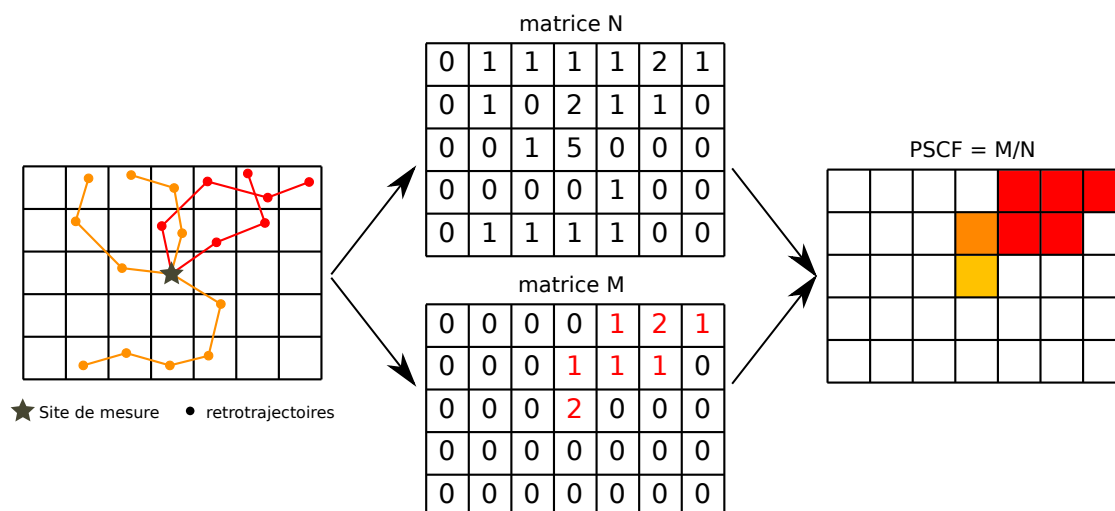 matrice N
0 1 1 1 1 2 1
0 1 0 2 1 1 0
0 0 1 5 0 0 0
0 0 0 0 1 0 0
0 1 1 1 1 0 0
PSCF = M/N
matrice M
0 0 0 0 1 2 1
0 0 0 1 1 1 0
0 0 0 2 0 0 0
0 0 0 0 0 0 0
0 0 0 0 0 0 0
Site de mesure
retrotrajectoires